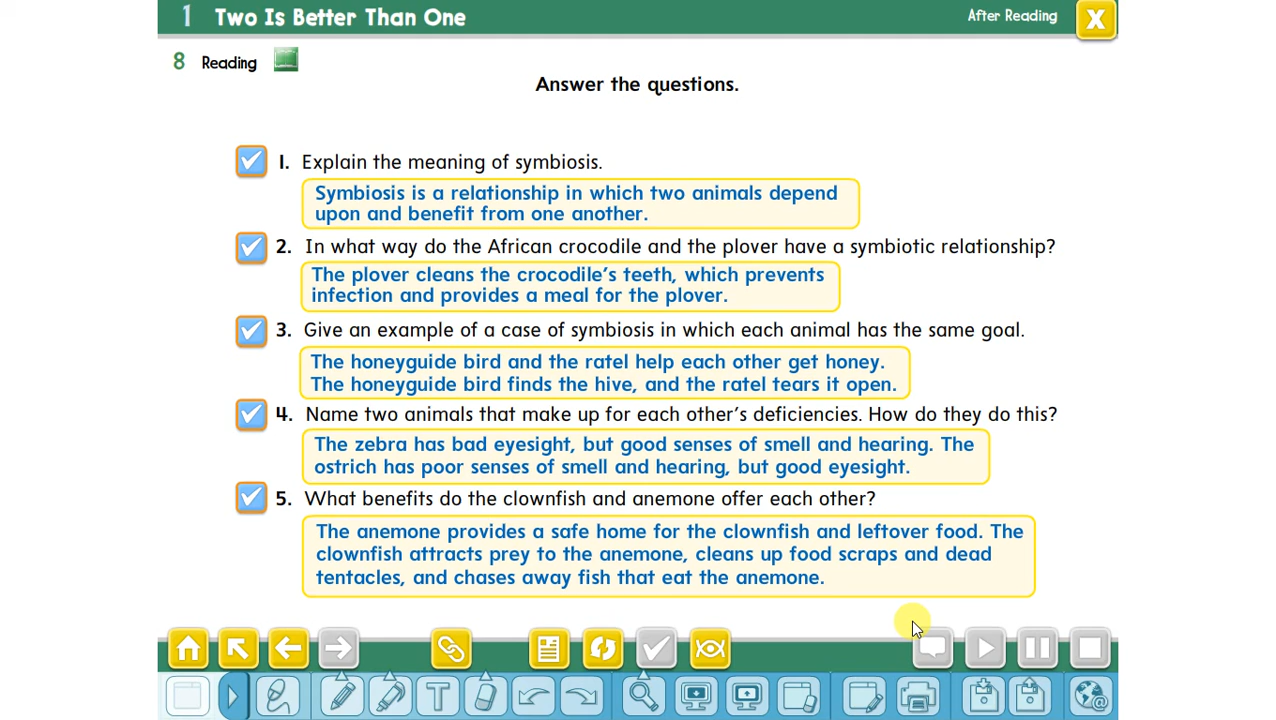 1 Two Is Better Than One
After Reading
X
8 Reading
Answer the questions.
1. Explain the meaning of symbiosis.
Symbiosis is a relationship in which two animals depend
upon and benefit from one another.
2. In what way do the African crocodile and the plover have a symbiotic relationship?
The plover cleans the crocodile's teeth, which prevents
infection and provides a meal for the plover.
3. Give an example of a case of symbiosis in which each animal has the same goal.
The honeyguide bird and the ratel help each other get honey.
The honeyguide bird finds the hive, and the ratel tears it open.
4. Name two animals that make up for each other's deficiencies. How do they do this?
The zebra has bad eyesight, but good senses of smell and hearing. The
ostrich has poor senses of smell and hearing, but good eyesight.
5. What benefits do the clownfish and anemone offer each other?
The anemone provides a safe home for the clownfish and leftover food. The
clownfish attracts prey to the anemone, cleans up food scraps and dead
tentacles, and chases away fish that eat the anemone.
T
@